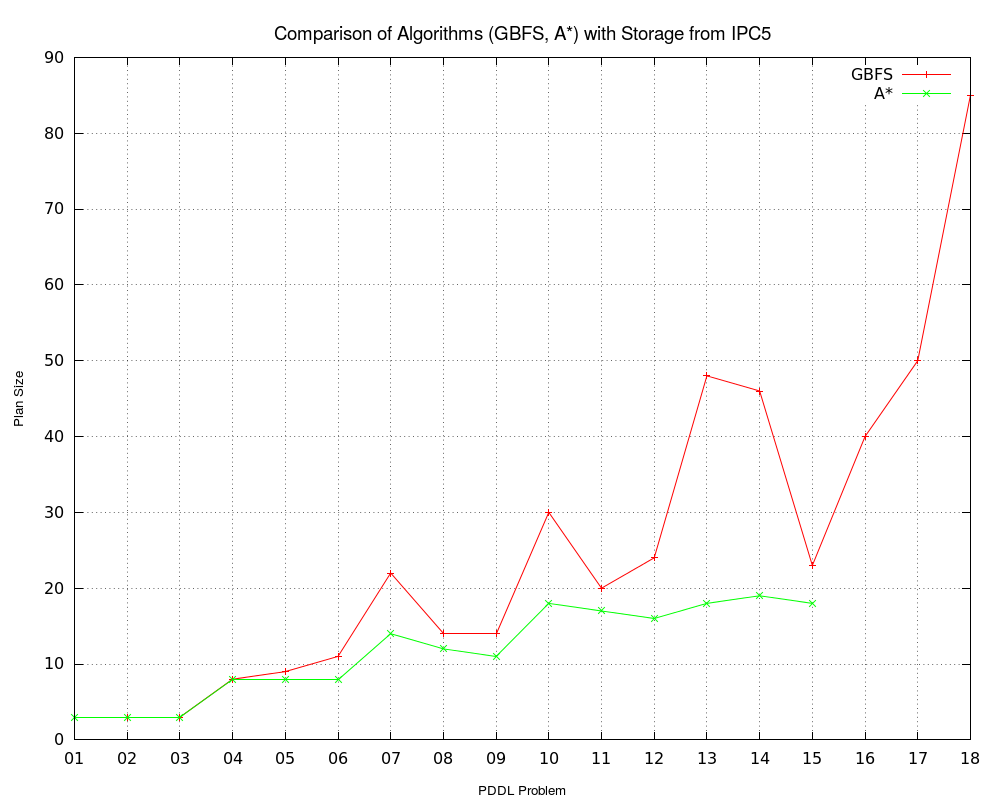 Comparison of Algorithms (GBFS, A*) with Storage from IPC5
GBFS
A*
90
80
70
60
50
40
30
20
10
0
Plan Size
01 02 03 04 05 06 07 08 09 10 11 12 13 14 15 16 17 18
PDDL Problem